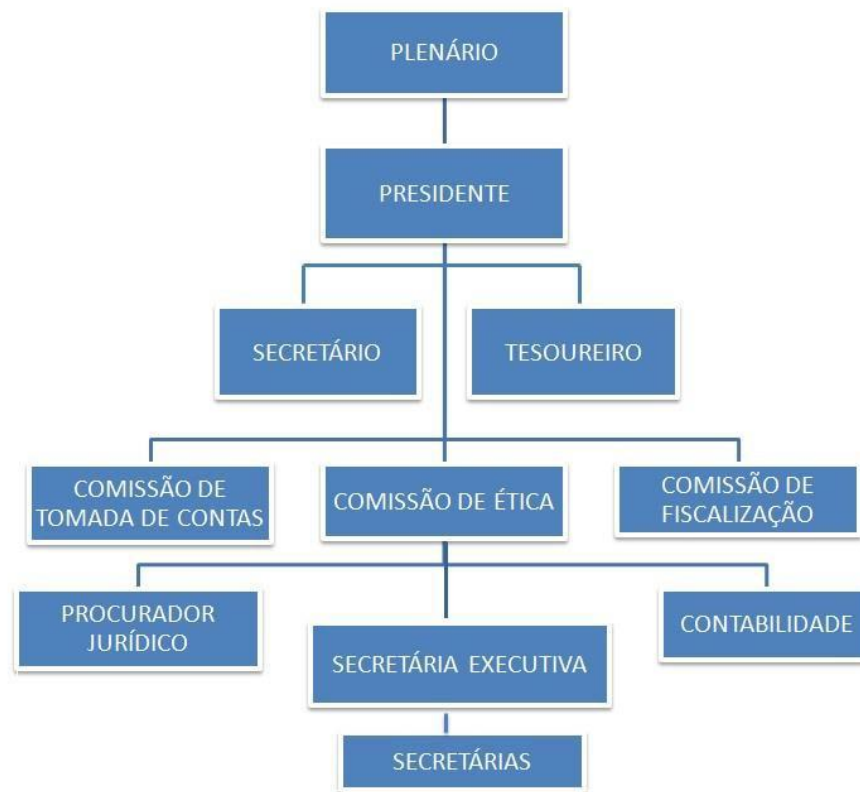 PLENÁRIO
PRESIDENTE
SECRETÁRIO
TESOUREIRO
COMISSÃO DE
TOMADA DE CONTAS
COMISSÃO DE ÉTICA
COMISSÃO DE
FISCALIZAÇÃO
PROCURADOR
JURÍDICO
SECRETÁRIA EXECUTIVA
CONTABILIDADE
SECRETÁRIAS